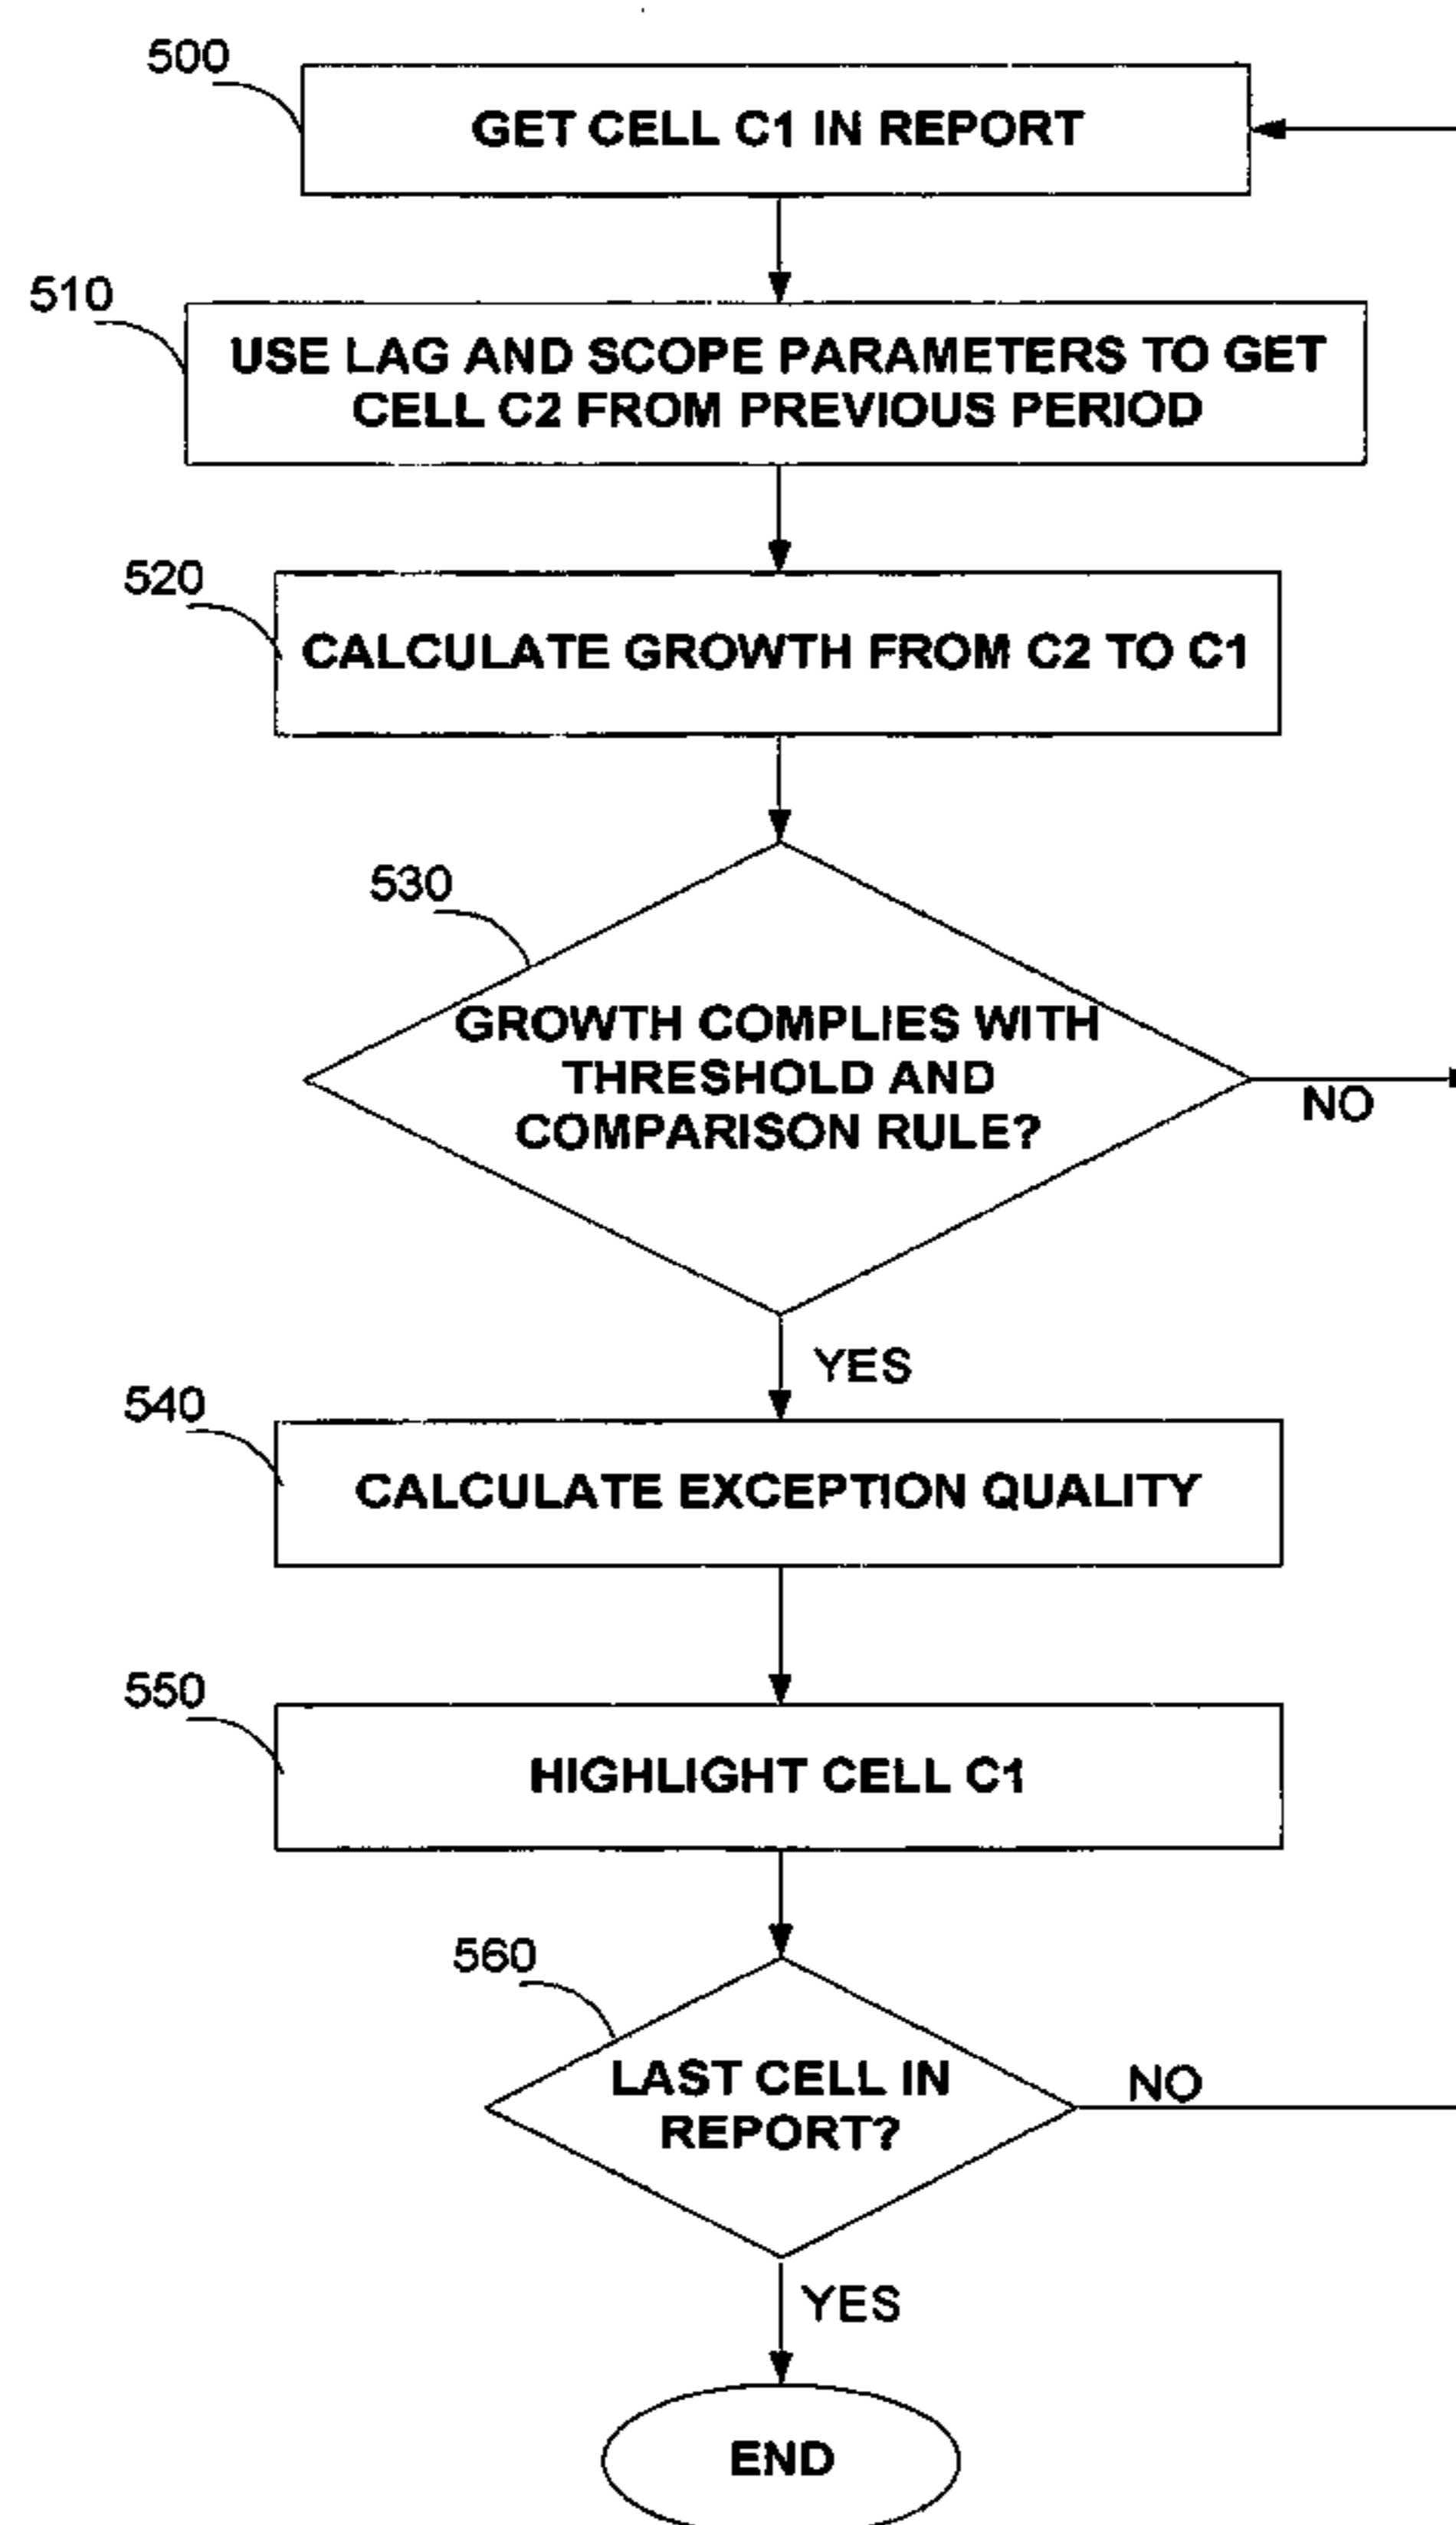 500
GET CELL C1 IN REPORT
510
USE LAG AND SCOPE PARAMETERS TO GET
CELL C2 FROM PREVIOUS PERIOD
520
CALCULATE GROWTH FROM C2 TO C1
530
GROWTH COMPLIES WITH
THRESHOLD AND
COMPARISON RULE?
NO
YES
540
CALCULATE EXCEPTION QUALITY
550
HIGHLIGHT CELL C1
560
LAST CELL IN
REPORT?
NO
YES
END